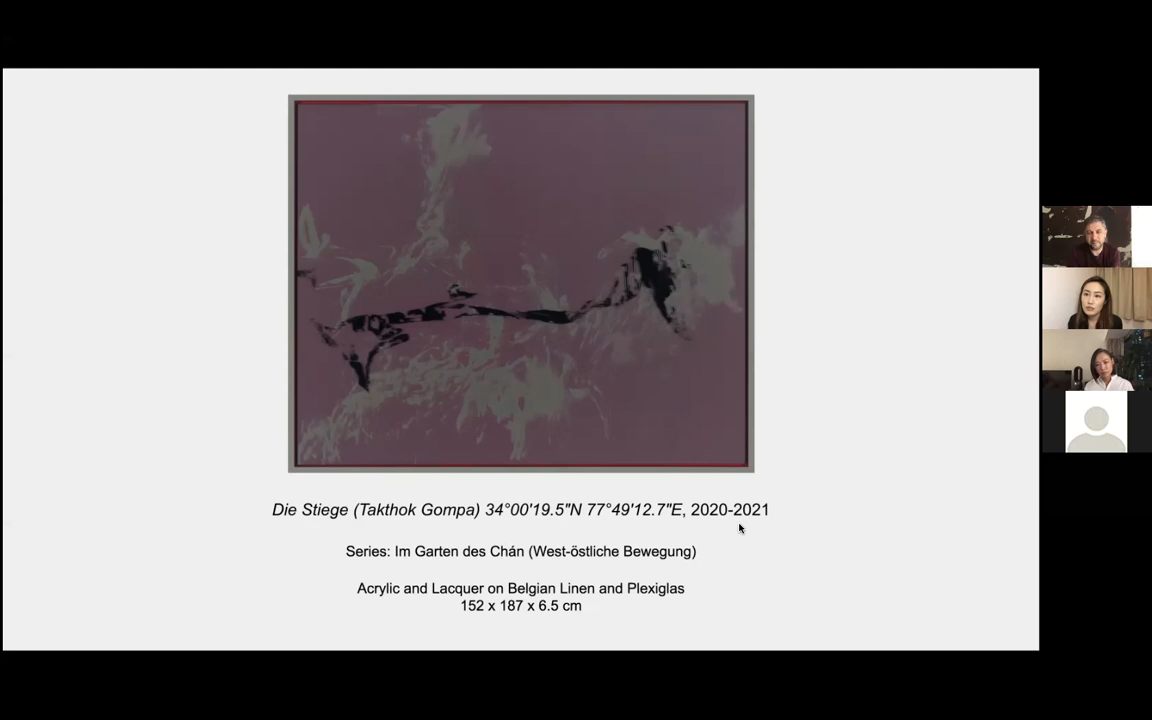 Die Stiege (Takthok Gompa) 34°00'19.5"N 77°49'12.7"E, 2020-2021
Series: Im Garten des Chán (West-östliche Bewegung)
Acrylic and Lacquer on Belgian Linen and Plexiglas
152 x 187 x 6.5 cm